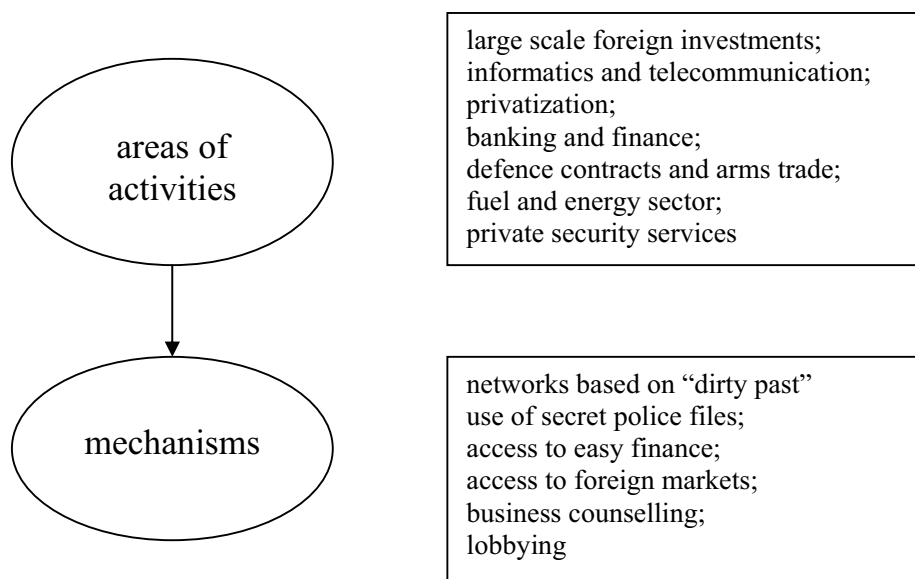 areas of
activities
large scale foreign investments;
informatics and telecommunication;
privatization;
banking and finance;
defence contracts and arms trade;
fuel and energy sector;
private security services
mechanisms
networks based on “dirty past”
use of secret police files;
access to easy finance;
access to foreign markets;
business counselling;
lobbying